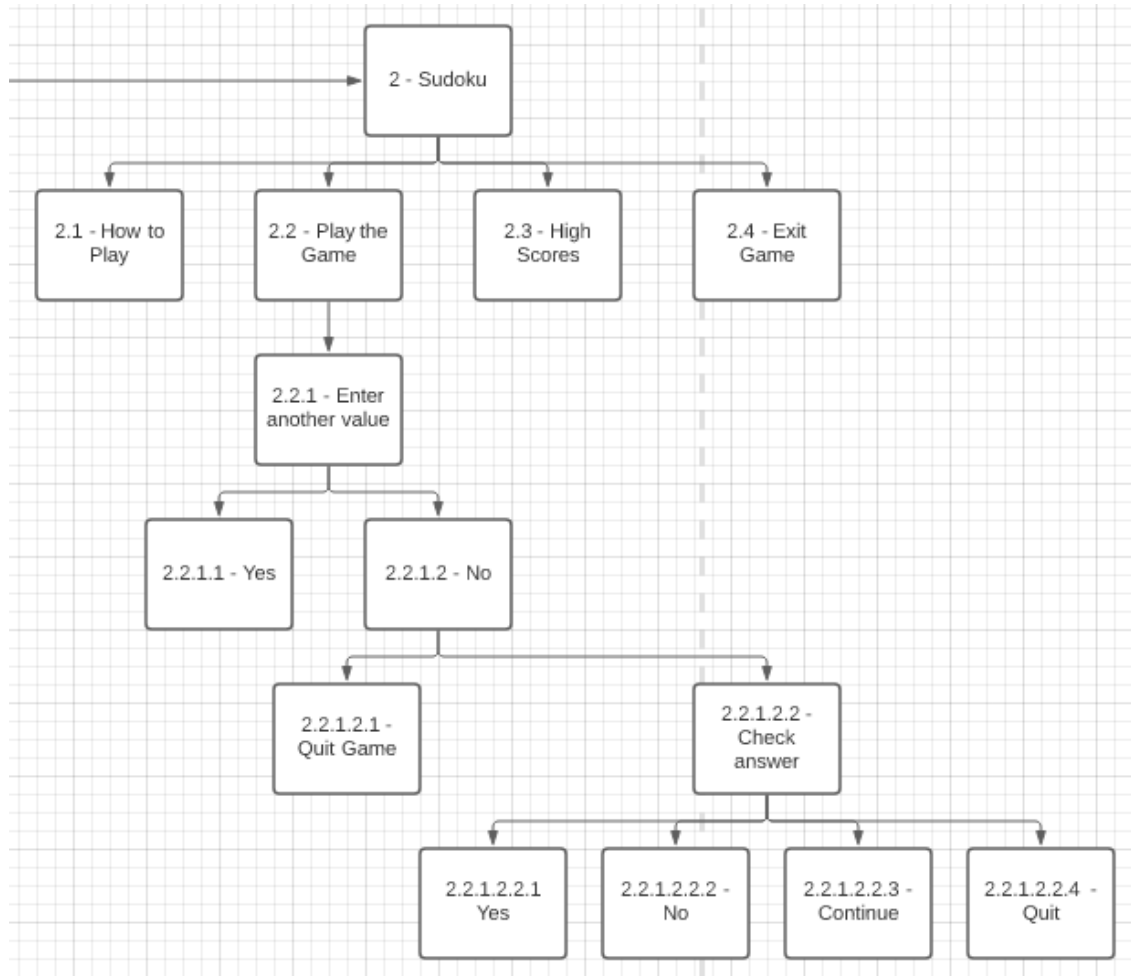 2 - Sudoku
2.1 - How to
Play
2.2 - Play the
Game
2.3 - High
Scores
2.4 - Exit
Game
2.2.1 - Enter
another value
2.2.1.1 - Yes
2.2.1.2 - No
2.2.1.2.1 -
Quit Game
2.2.1.2.2 -
Check
answer
2.2.1.2.2.1
Yes
2.2.1.2.2.2 -
No
2.2.1.2.2.3 -
Continue
2.2.1.2.2.4 -
Quit